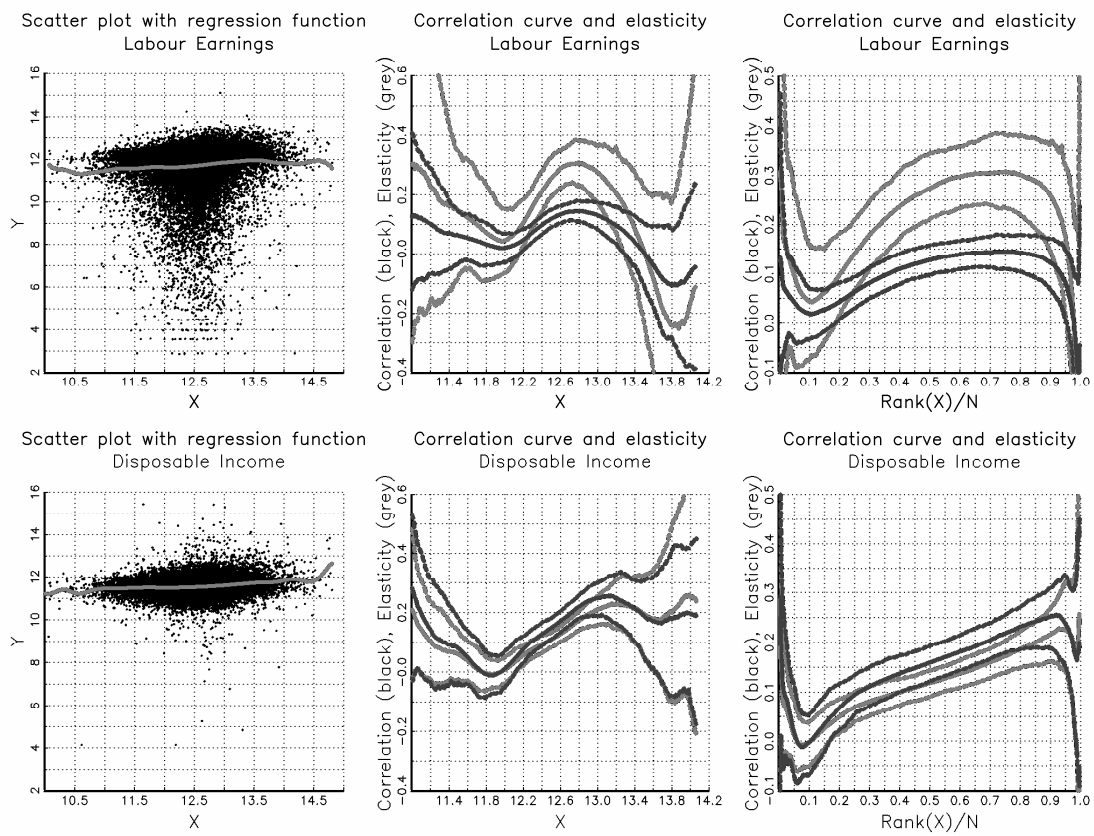 Scatter plot with regression function
Labour Earnings
Y
16
14
12
10
8
6
4
2
10.5 11.5 12.5 13.5 14.5
X
Correlation curve and elasticity
Labour Earnings
Correlation (black), Elasticity (grey)
0.6
0.4
0.2
-0.0
-0.2
-0.4
11.4 11.8 12.2 12.6 13.0 13.4 13.8 14.2
X
Correlation curve and elasticity
Labour Earnings
Correlation (black), Elasticity (grey)
0.5
0.4
0.3
0.2
0.1
0.0
-0.1
0.1 0.2 0.3 0.4 0.5 0.6 0.7 0.8 0.9 1.0
Rank(X)/N
Scatter plot with regression function
Disposable Income
Y
16
14
12
10
8
6
4
2
10.5 11.5 12.5 13.5 14.5
X
Correlation curve and elasticity
Disposable Income
Correlation (black), Elasticity (grey)
0.6
0.4
0.2
-0.0
-0.2
-0.4
11.4 11.8 12.2 12.6 13.0 13.4 13.8 14.2
X
Correlation curve and elasticity
Disposable Income
Correlation (black), Elasticity (grey)
0.5
0.4
0.3
0.2
0.1
0.0
-0.1
0.1 0.2 0.3 0.4 0.5 0.6 0.7 0.8 0.9 1.0
Rank(X)/N